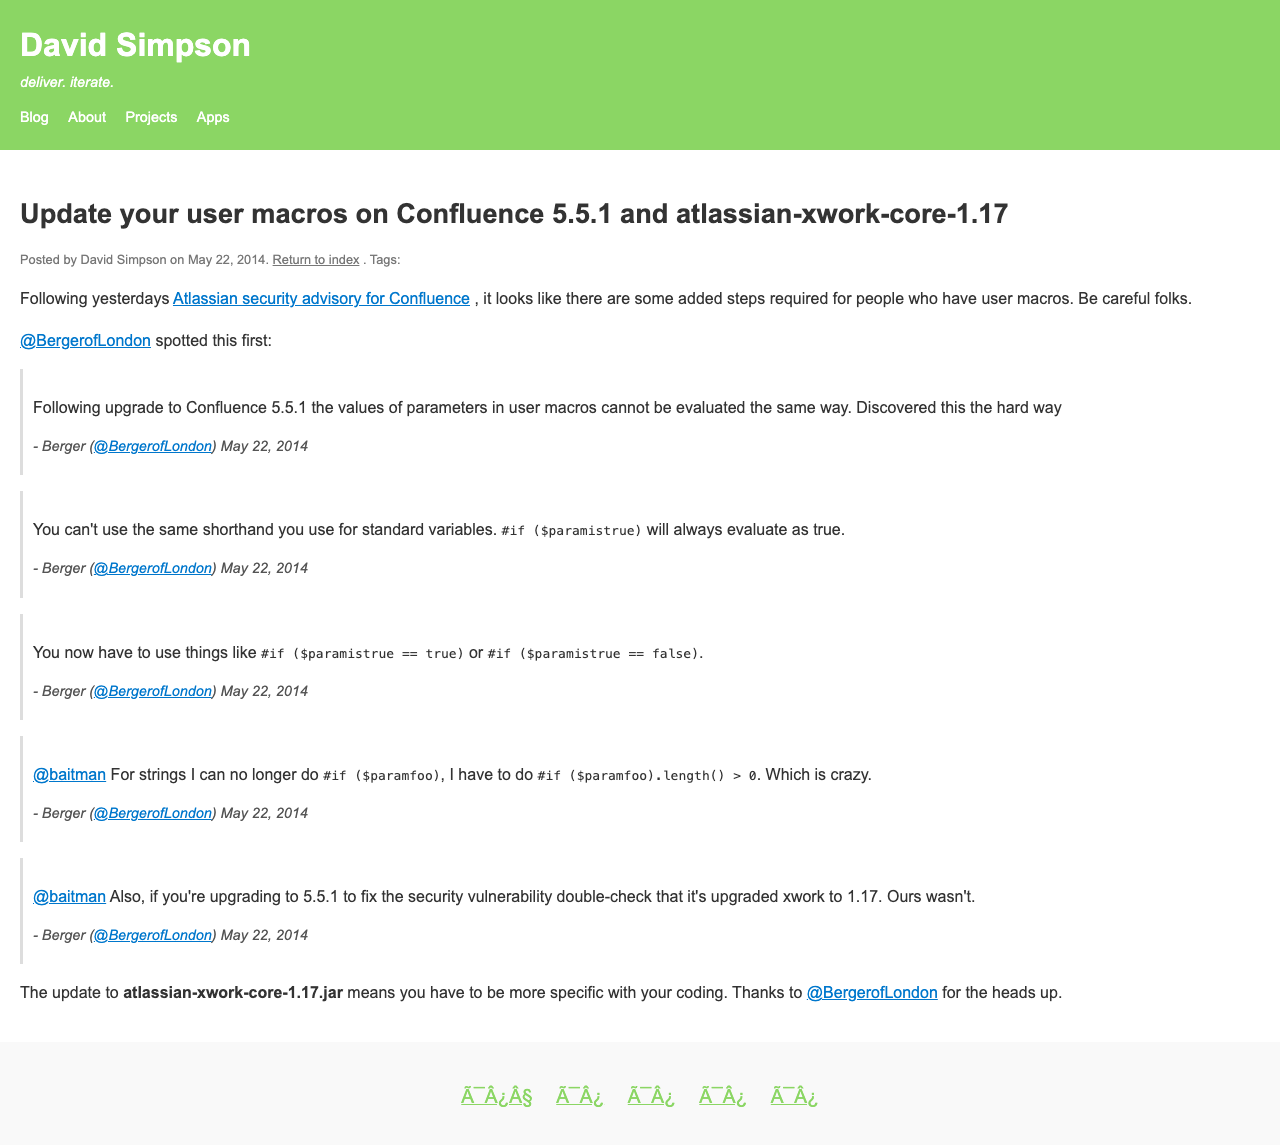 David Simpson
deliver. iterate.
Blog About Projects Apps
Update your user macros on Confluence 5.5.1 and atlassian-xwork-core-1.17
Posted by David Simpson on May 22, 2014. Return to index . Tags:
Following yesterdays Atlassian security advisory for Confluence , it looks like there are some added steps required for people who have user macros. Be careful folks.
@BergerofLondon spotted this first:
Following upgrade to Confluence 5.5.1 the values of parameters in user macros cannot be evaluated the same way. Discovered this the hard way
- Berger (@BergerofLondon) May 22, 2014
You can't use the same shorthand you use for standard variables. #if ($paramistrue) will always evaluate as true.
- Berger (@BergerofLondon) May 22, 2014
You now have to use things like #if ($paramistrue == true) or #if ($paramistrue == false).
- Berger (@BergerofLondon) May 22, 2014
@baitman For strings I can no longer do #if ($paramfoo), I have to do #if ($paramfoo).length() > 0. Which is crazy.
- Berger (@BergerofLondon) May 22, 2014
@baitman Also, if you're upgrading to 5.5.1 to fix the security vulnerability double-check that it's upgraded xwork to 1.17. Ours wasn't.
- Berger (@BergerofLondon) May 22, 2014
The update to atlassian-xwork-core-1.17.jar means you have to be more specific with your coding. Thanks to @BergerofLondon for the heads up.
Ã¯Â¿Â§ Ã¯Â¿ Ã¯Â¿ Ã¯Â¿ Ã¯Â¿